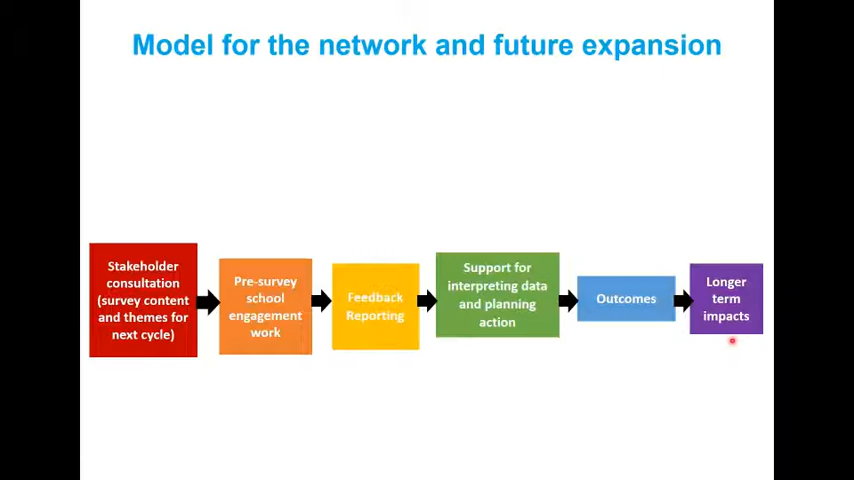 Model for the network and future expansion
Stakeholder
consultation
(survey content
and themes for
next cycle)
Pre-survey
school
engagement
work
Feedback
Reporting
Support for
interpreting data
and planning
action
Outcomes
Longer
term
impacts